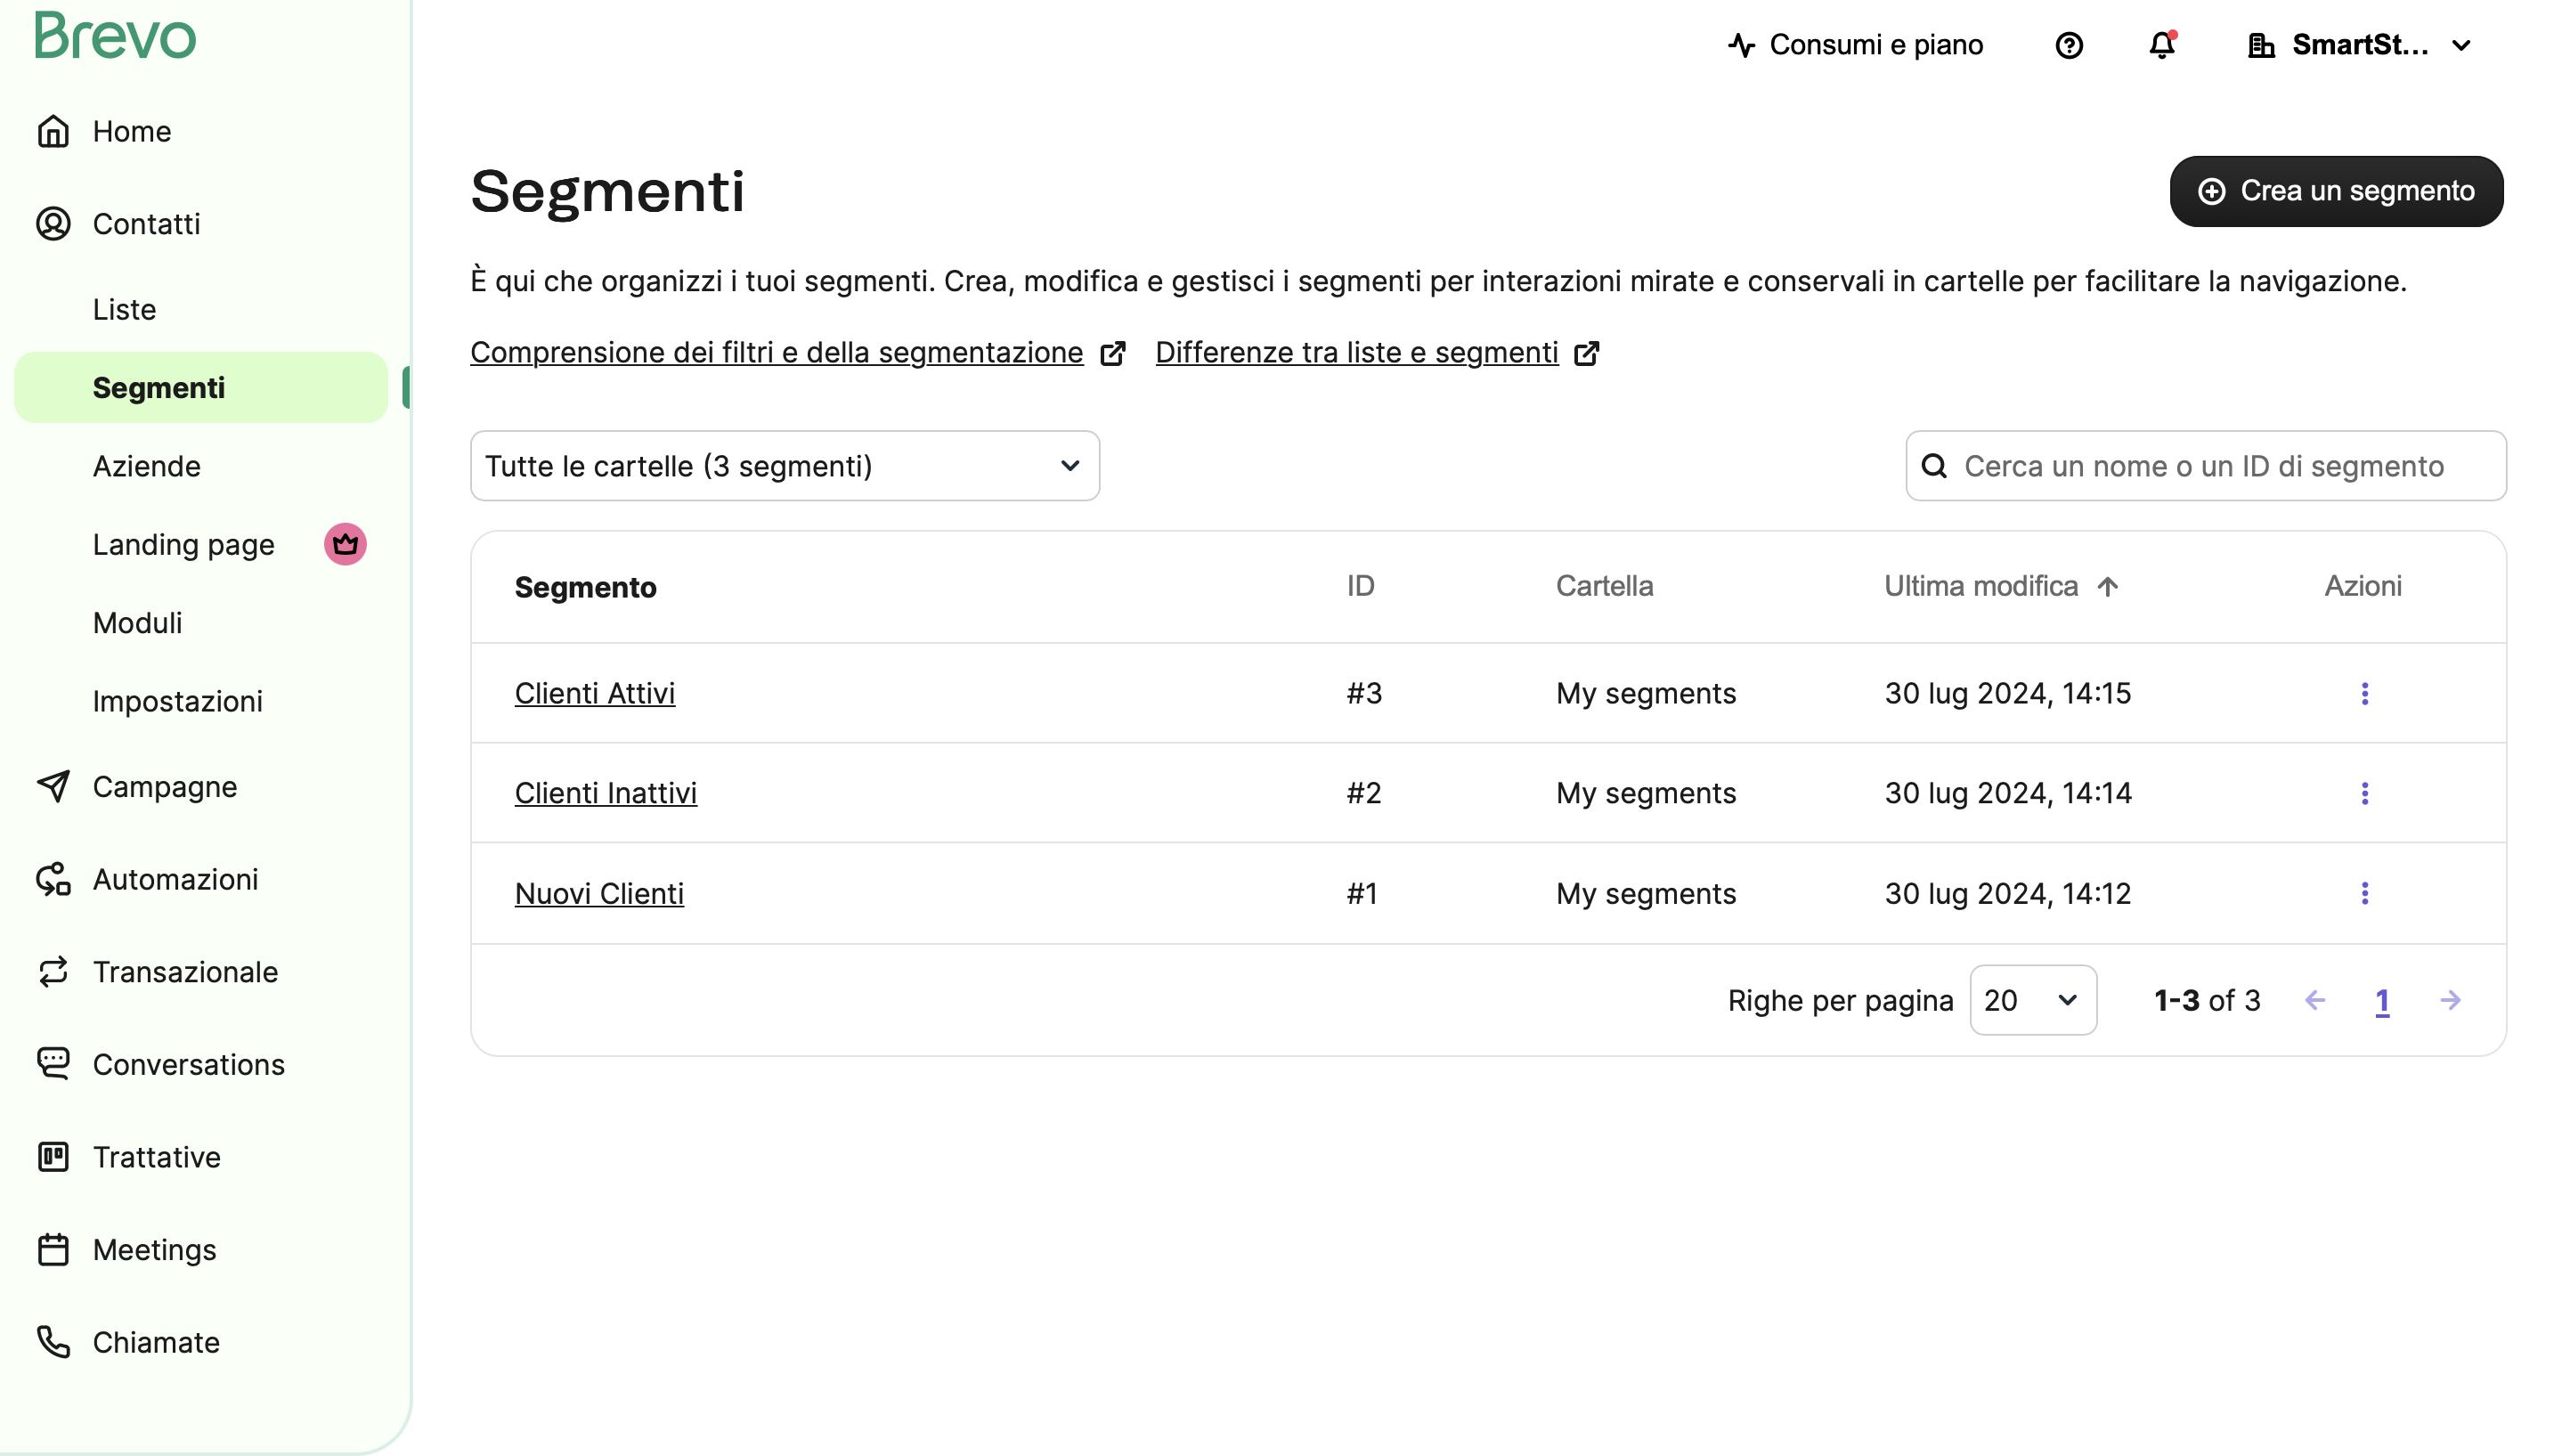 Brevo
Consumi e piano
SmartSt...
Home
Contatti
Liste
Segmenti
Aziende
Landing page
Moduli
Impostazioni
Campagne
Automazioni
Transazionale
Conversations
Trattative
Meetings
Chiamate
Segmenti
Crea un segmento
È qui che organizzi i tuoi segmenti. Crea, modifica e gestisci i segmenti per interazioni mirate e conservali in cartelle per facilitare la navigazione.
Comprensione dei filtri e della segmentazione Differenze tra liste e segmenti
Tutte le cartelle (3 segmenti) Cerca un nome o un ID di segmento
Segmento ID Cartella Ultima modifica Azioni
Clienti Attivi #3 My segments 30 lug 2024, 14:15
Clienti Inattivi #2 My segments 30 lug 2024, 14:14
Nuovi Clienti #1 My segments 30 lug 2024, 14:12
Righe per pagina 20 1-3 of 3 1